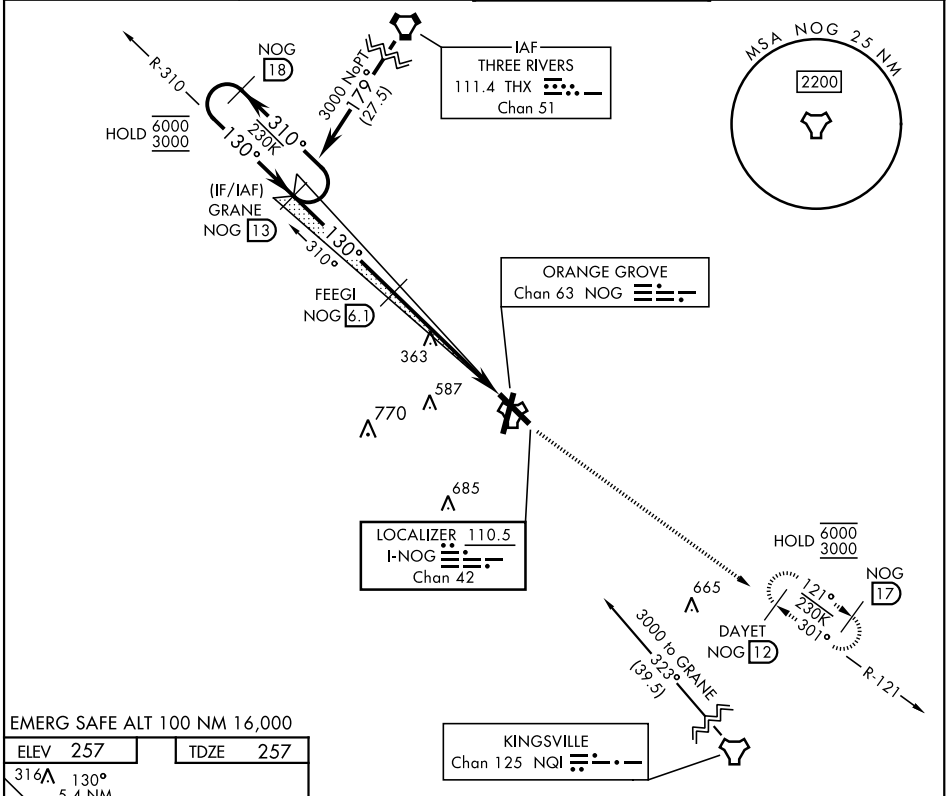 NOG
18
R-310
3000 NoPT
179°
(27.5)
IAF
THREE RIVERS
111.4 THX
Chan 51
MSA NOG 25 NM
2200
HOLD 6000
3000
310°
230K
130°
(IF/IAF)
GRANE
NOG 13
130°
310°
FEEGI
NOG 6.1
ORANGE GROVE
Chan 63 NOG
363
587
770
685
LOCALIZER 110.5
I-NOG
Chan 42
HOLD 6000
3000
NOG
17
121°
230K
301°
665
DAYET
NOG 12
R-121
3000 to GRANE
323°
(39.5)
KINGSVILLE
Chan 125 NQI
EMERG SAFE ALT 100 NM 16,000
ELEV 257
TDZE 257
316
130°
5.4 NM